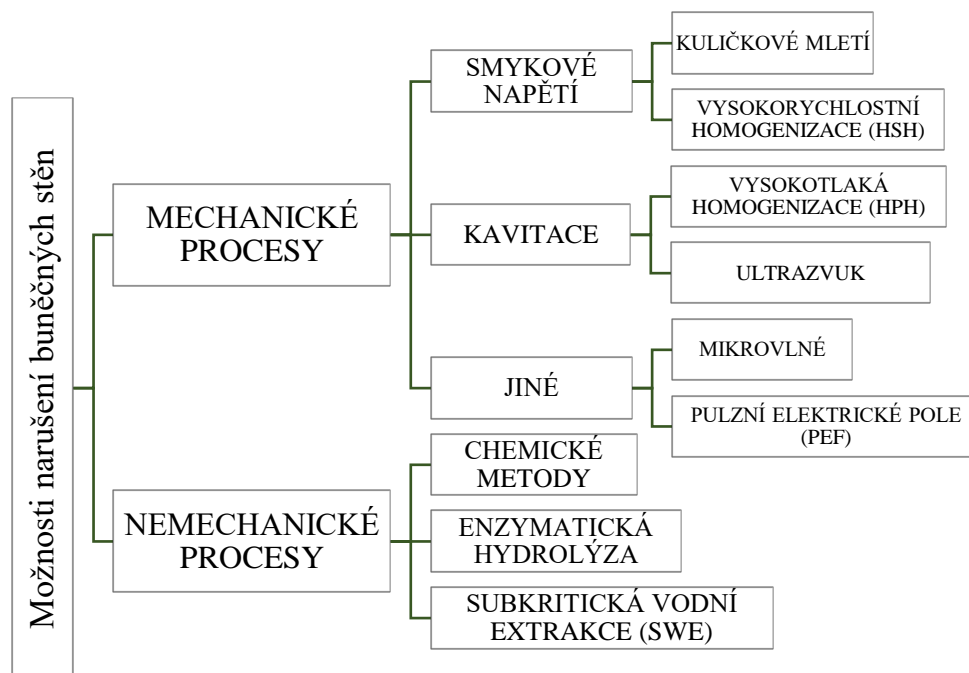 Možnosti narušení buněčných stěn
MECHANICKÉ
PROCESY
SMYKOVÉ
NAPĚTÍ
KULIČKOVÉ MLETÍ
VYSOKORYCHLOSTNÍ
HOMOGENIZACE (HSH)
KAVITACE
VYSOKOTLAKÁ
HOMOGENIZACE (HPH)
ULTRAZVUK
JINÉ
MIKROVLNÉ
PULZNÍ ELEKTRICKÉ POLE
(PEF)
NEMECHANICKÉ
PROCESY
CHEMICKÉ
METODY
ENZYMATICKÁ
HYDROLÝZA
SUBKRITICKÁ VODNÍ
EXTRAKCE (SWE)